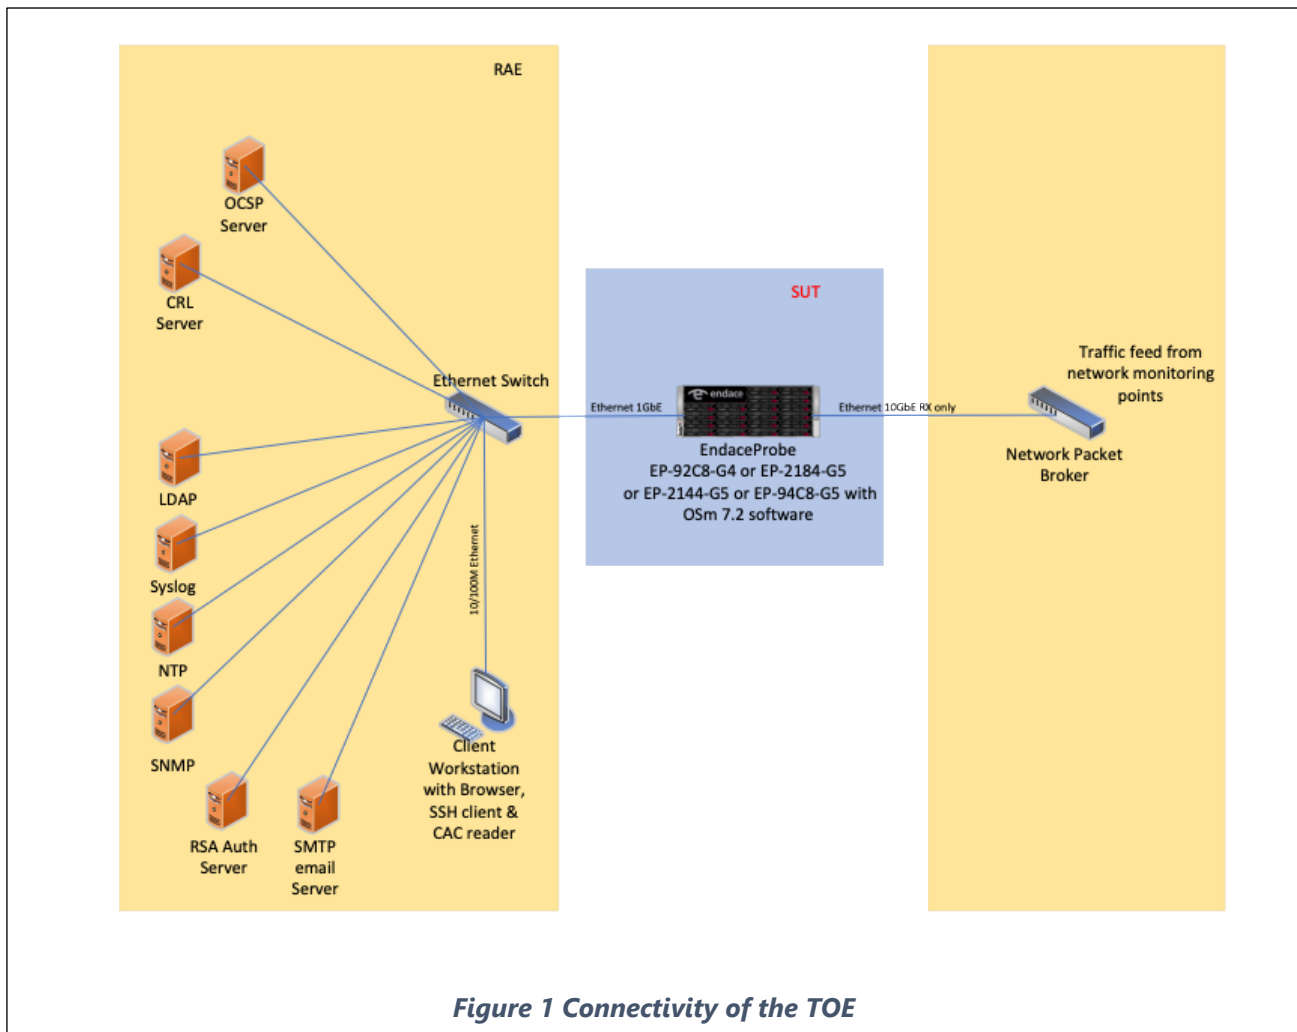 RAE
OCSP
Server
CRL
Server
Ethernet Switch
LDAP
Syslog
NTP
SNMP
RSA Auth
Server
SMTP
email
Server
10/100M Ethernet
Client
Workstation
with Browser,
SSH client &
CAC reader
SUT
Ethernet 1GbE
endace
Ethernet 10GbE RX only
EndaceProbe
EP-92C8-G4 or EP-2184-G5
or EP-2144-G5 or EP-94C8-G5 with
OSm 7.2 software
Traffic feed from
network monitoring
points
Network Packet
Broker
Figure 1 Connectivity of the TOE